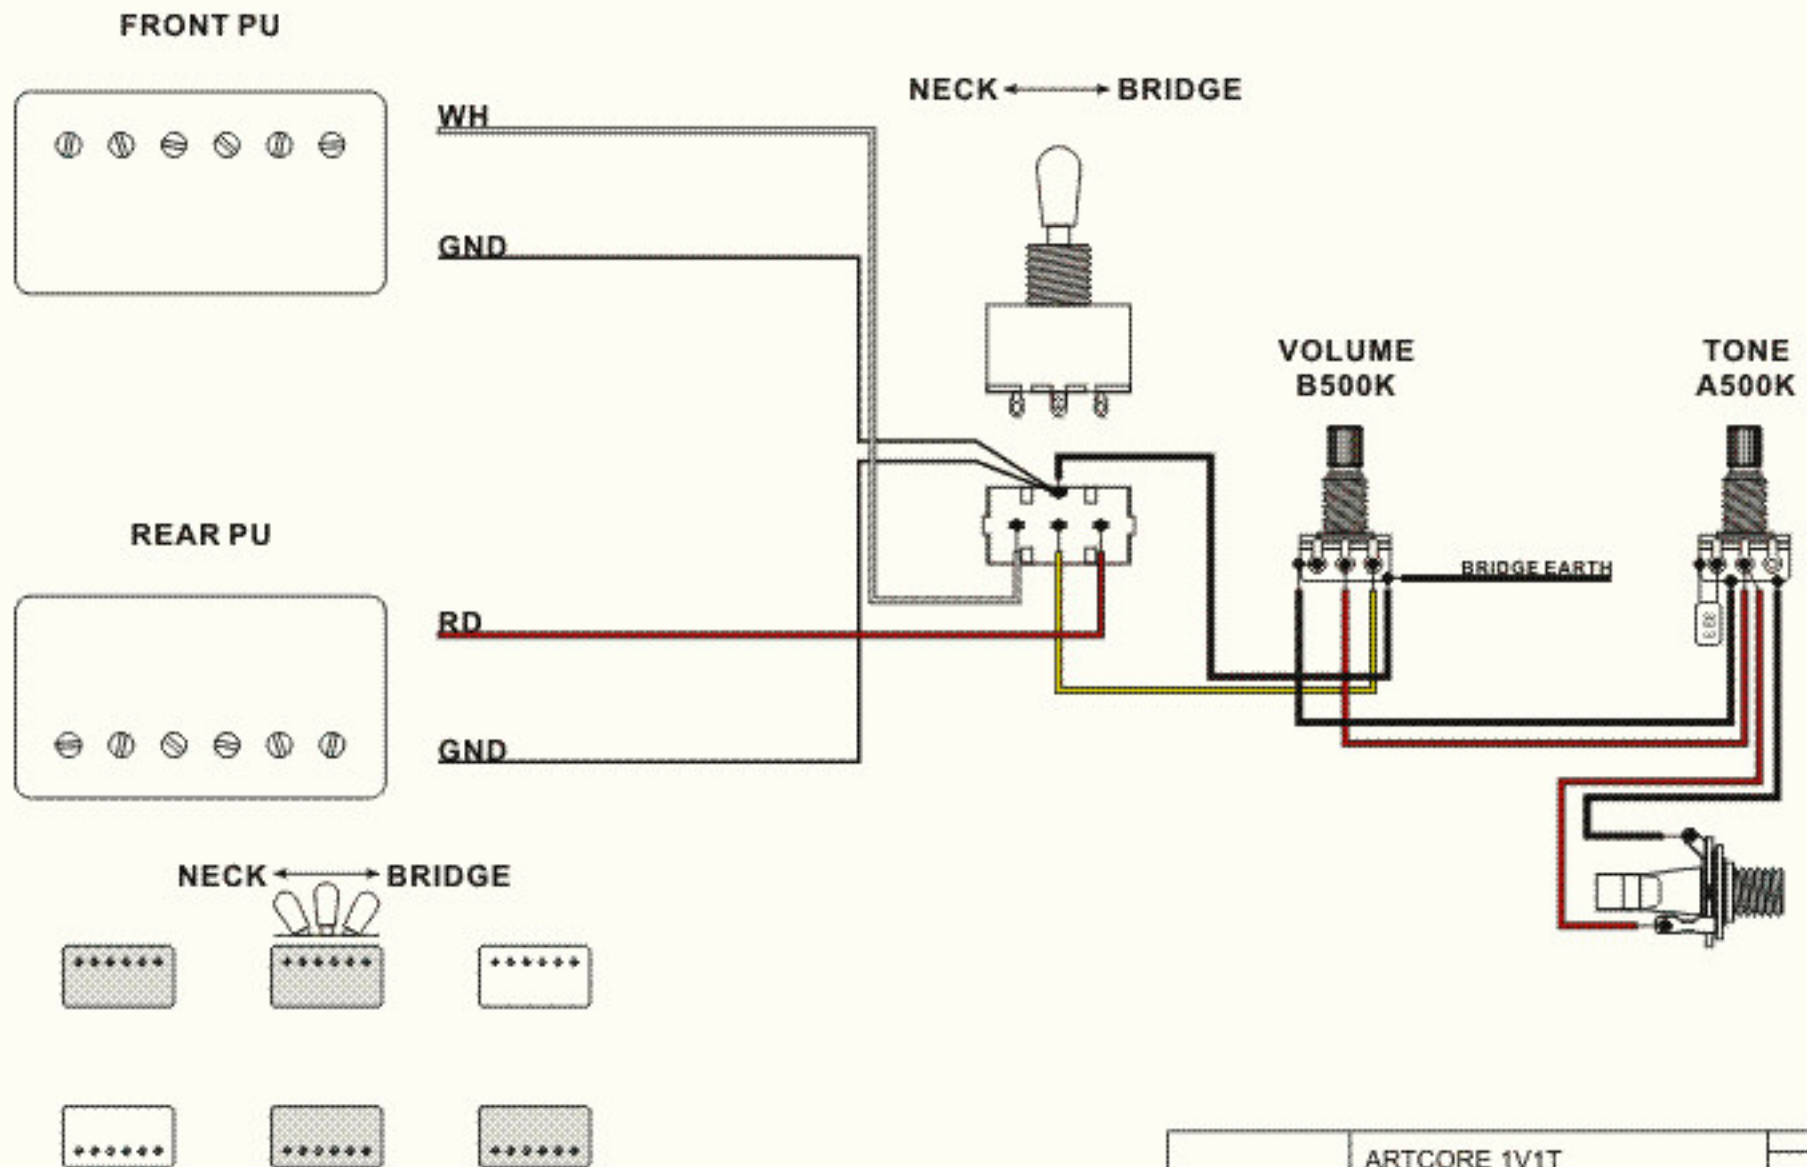 FRONT PU
NECK BRIDGE
WH
GND
VOLUME
B500K
TONE
A500K
REAR PU
BRIDGE EARTH
RD
GND
NECK BRIDGE
ARTCORE 1V1T